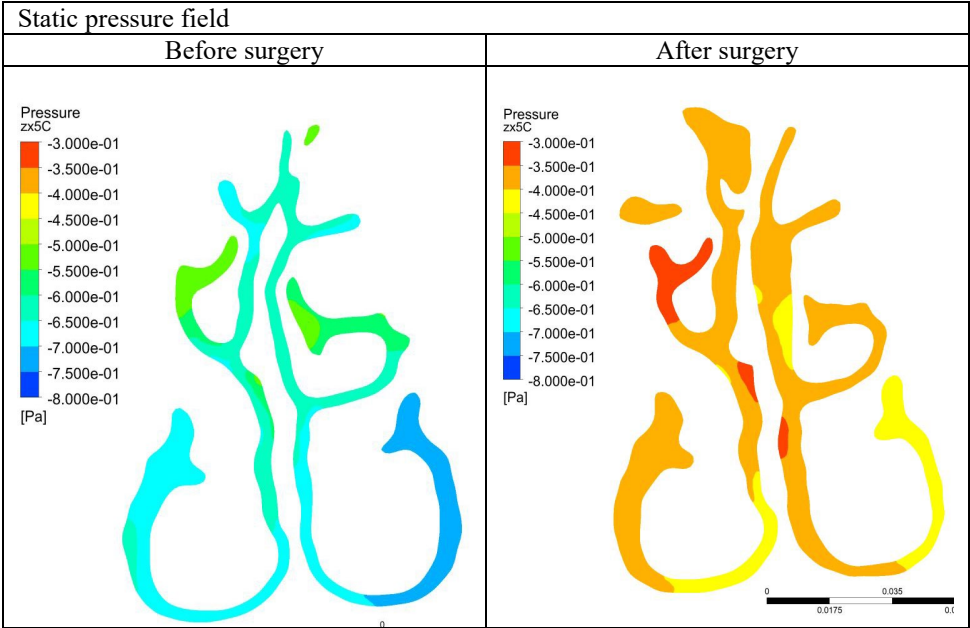 Static pressure field
Before surgery
After surgery
Pressure
zx5C
-3.000e-01
-3.500e-01
-4.000e-01
-4.500e-01
-5.000e-01
-5.500e-01
-6.000e-01
-6.500e-01
-7.000e-01
-7.500e-01
-8.000e-01
[Pa]
0
Pressure
zx5C
-3.000e-01
-3.500e-01
-4.000e-01
-4.500e-01
-5.000e-01
-5.500e-01
-6.000e-01
-6.500e-01
-7.000e-01
-7.500e-01
-8.000e-01
[Pa]
0 0.035
0.0175